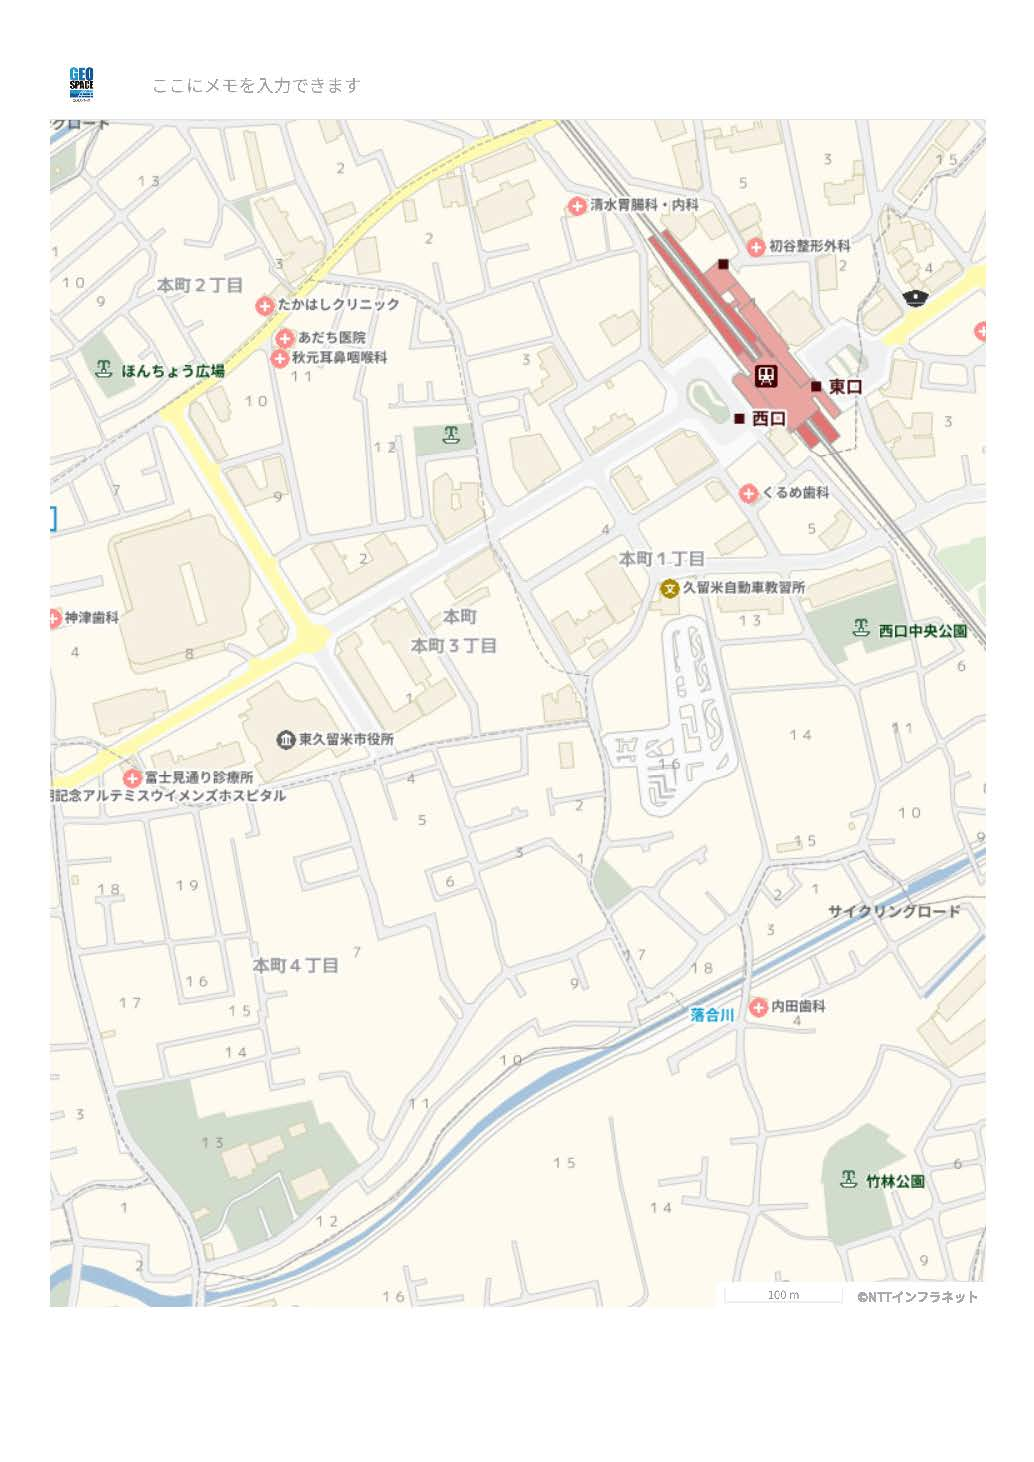 GEO
SPACE
ここにメモを入力できます
グロード
13
2
3
15
5
清水胃腸科・内科
初谷整形外科
1
2
10
9
本町2丁目
3
2
4
1
たかはしクリニック
あだち医院
秋元耳鼻咽喉科
11
3
ほんちょう広場
東口
10
西口
3
12
7
9
くるめ歯科
2
4
5
本町1丁目
久留米自動車教習所
神津歯科
本町
13
西口中央公園
4
8
本町3丁目
6
1
11
東久留米市役所
14
16
富士見通り診療所
4
記念アルテミスウイメンズホスピタル
2
5
10
15
9
3
1
18
19
6
2
1
サイクリングロード
3
7
本町4丁目
17
18
16
9
17
15
内田歯科
落合川
4
14
10
11
3
13
15
6
竹林公園
14
1
12
2
9
16
100 m
©NTTインフラネット